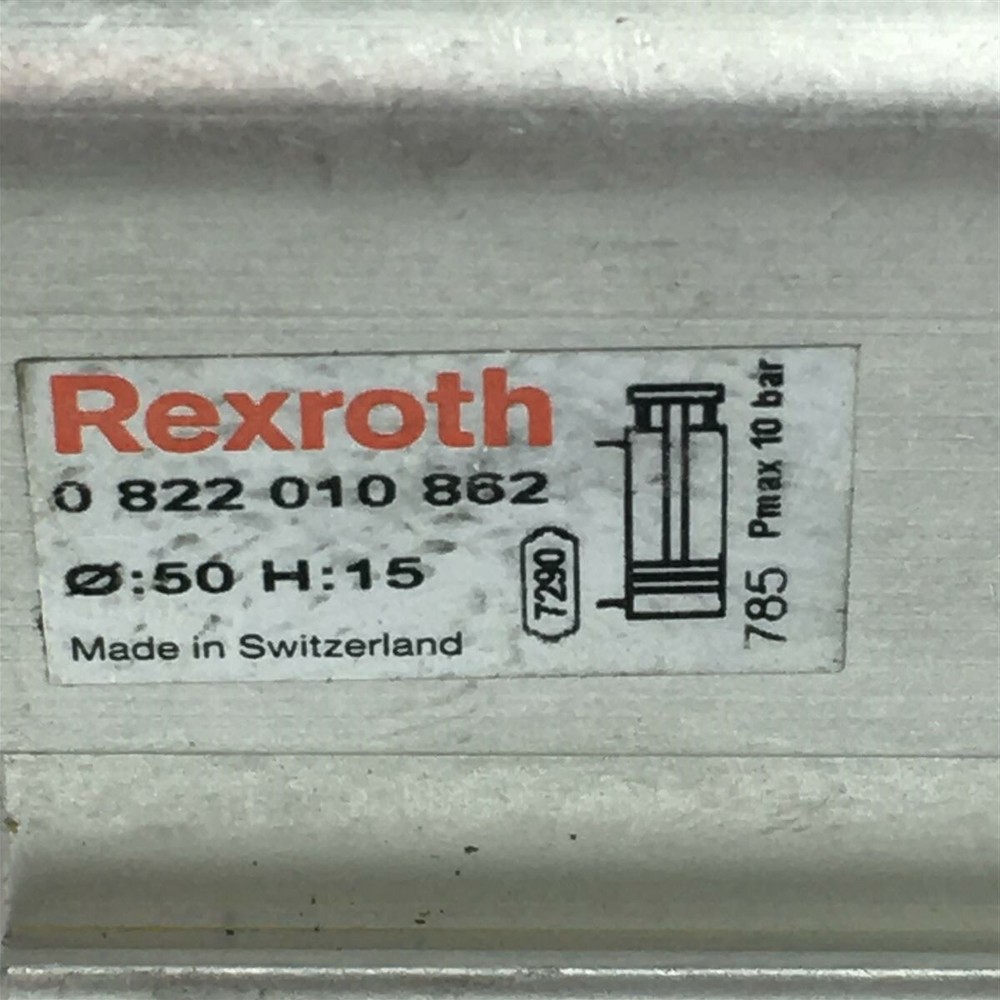 Rexroth
0 822 010 862
Ø:50 H:15
Made in Switzerland
7290
785 Pmax 10 bar